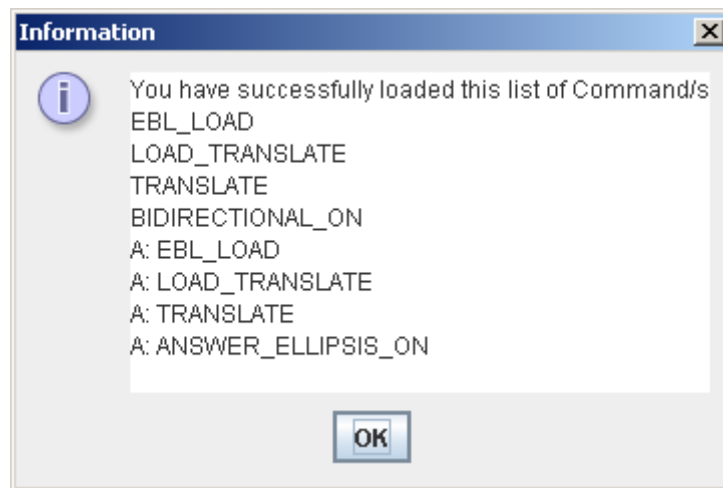 Information
You have successfully loaded this list of Command/s
EBL_LOAD
LOAD_TRANSLATE
TRANSLATE
BIDIRECTIONAL_ON
A: EBL_LOAD
A: LOAD_TRANSLATE
A: TRANSLATE
A: ANSWER_ELLIPSIS_ON
OK